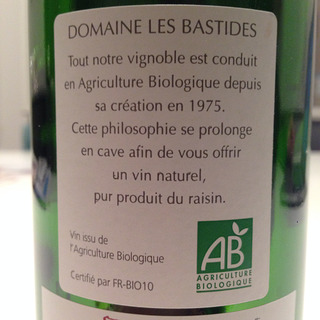 DOMAINE LES BASTIDES
Tout notre vignoble est conduit
en Agriculture Biologique depuis
sa création en 1975.
Cette philosophie se prolonge
en cave afin de vous offrir
un vin naturel,
pur produit du raisin.
Vin issu de
l'Agriculture Biologique
Certifié par FR-BIO10
AB
AGRICULTURE
BIOLOGIQUE